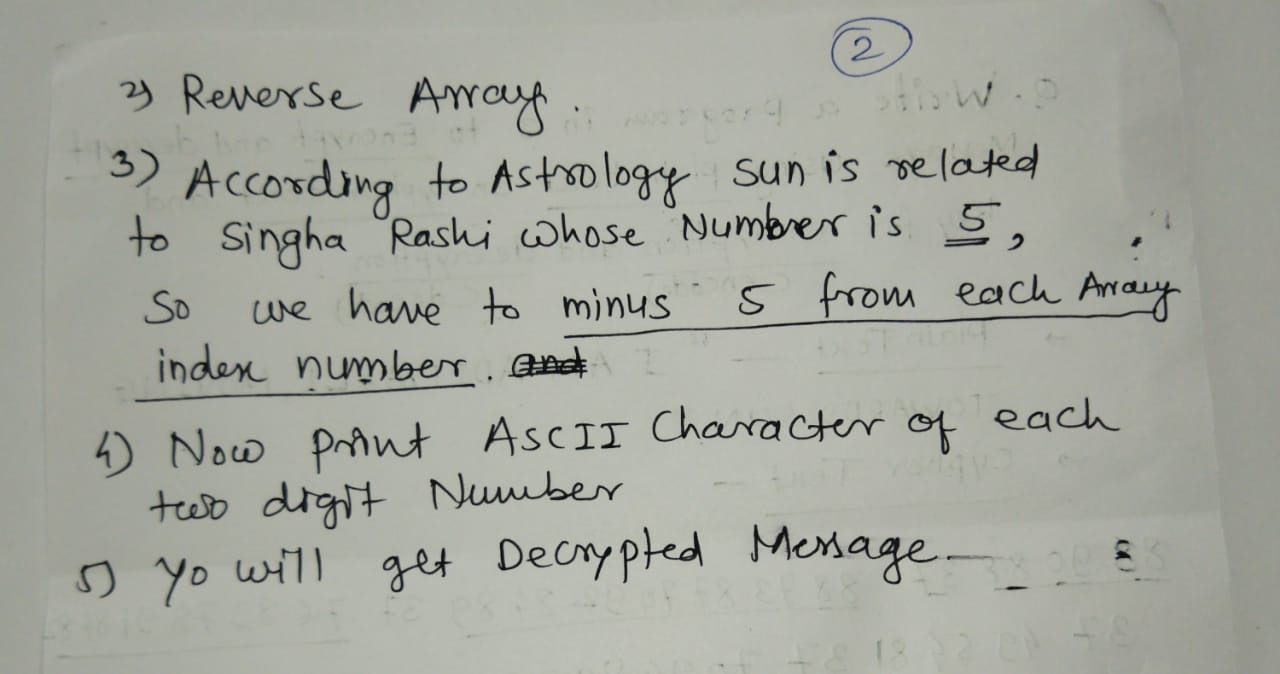 2
2) Reverse Array.
3) According to Astrology sun is related
to Singha Rashi whose Number is 5,
So we have to minus 5 from each Array
index number. and
4) Now print ASCII Character of each
two digit Number
5) Yo will get Decrypted Message